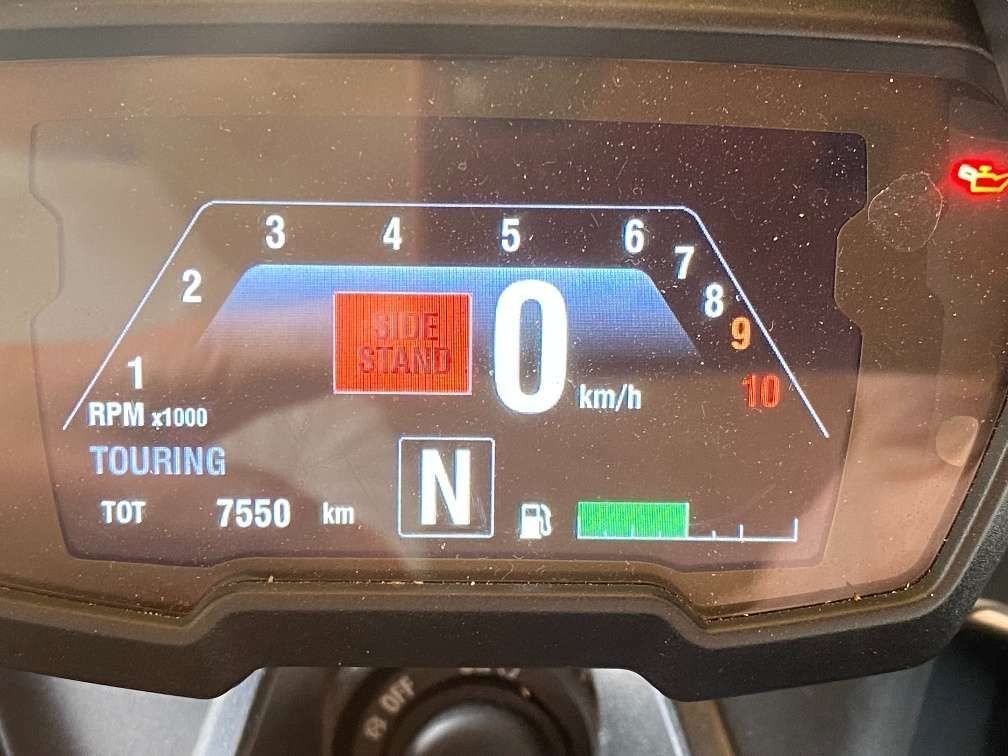 3 4 5 6
2 7 8
SIDE 0 9
STAND
1 km/h 10
RPM x1000
TOURING
TOT 7550 km N
OFF